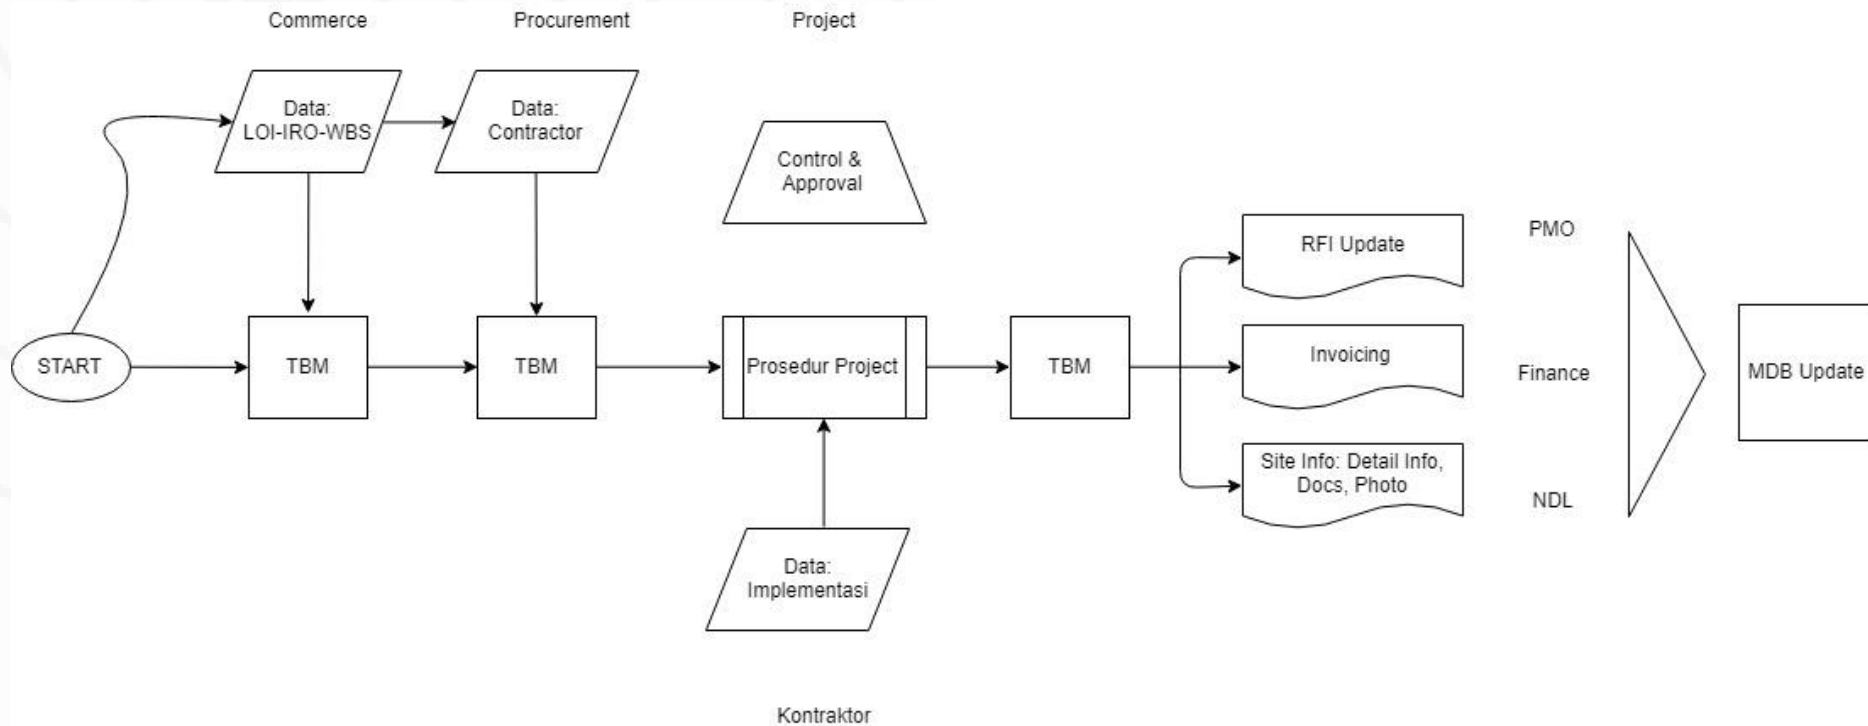 Commerce
Procurement
Project
Data:
LOI-IRO-WBS
Data:
Contractor
Control &
Approval
START
TBM
TBM
Prosedur Project
TBM
RFI Update
PMO
Invoicing
Finance
Site Info: Detail Info,
Docs, Photo
NDL
MDB Update
Data:
Implementasi
Kontraktor